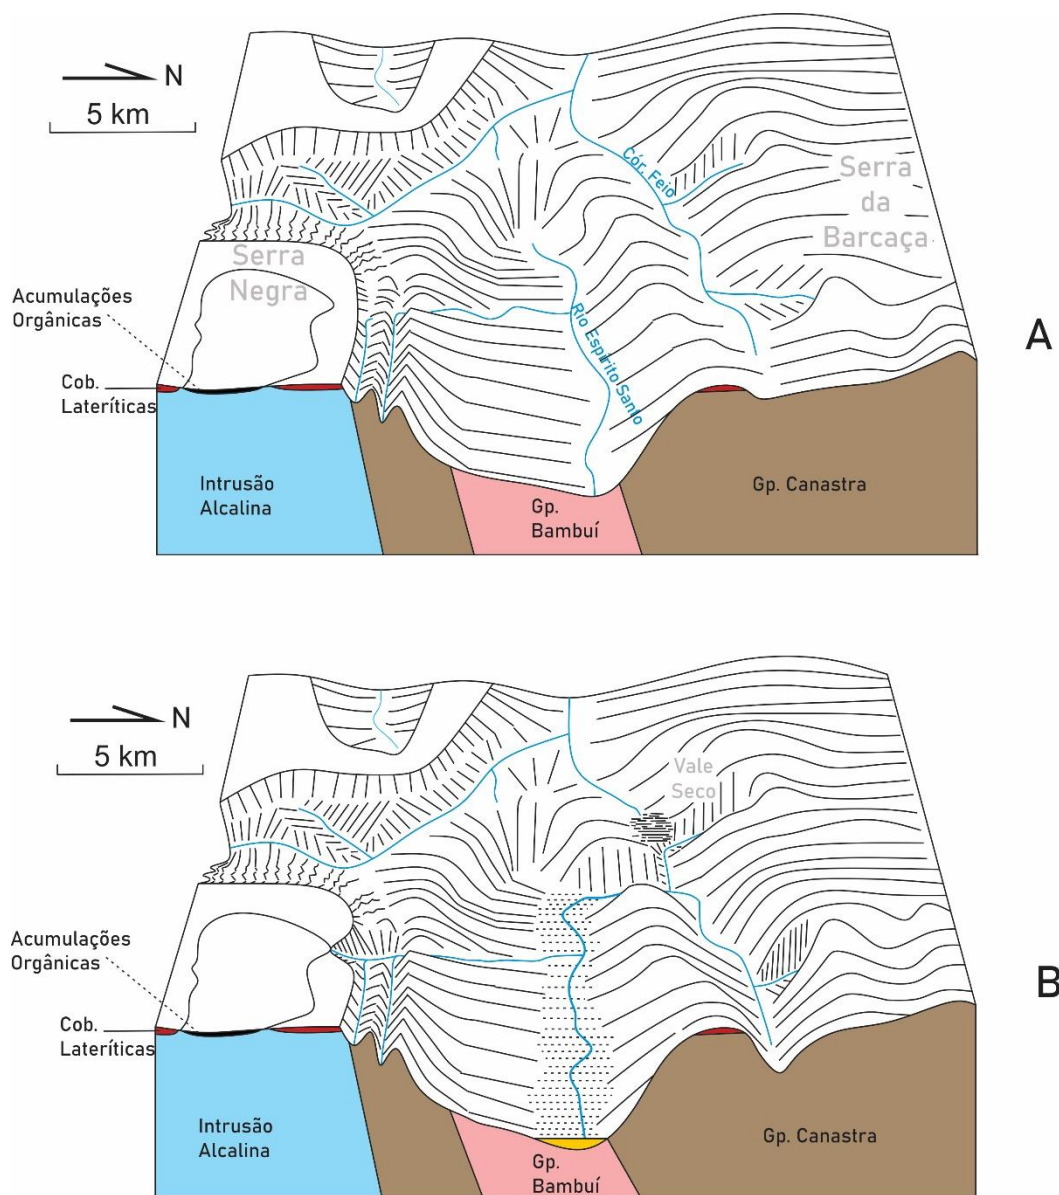 N
5 km
Cór. Feio
Serra
da
Barcaça
Serra
Negra
Acumulações
Orgânicas
A
Rio Espírito Santo
Cob.
Lateríticas
Intrusão
Alcalina
Gp.
Bambuí
Gp. Canastra
N
5 km
Vale
Seco
Acumulações
Orgânicas
B
Cob.
Lateríticas
Intrusão
Alcalina
Gp.
Bambuí
Gp. Canastra